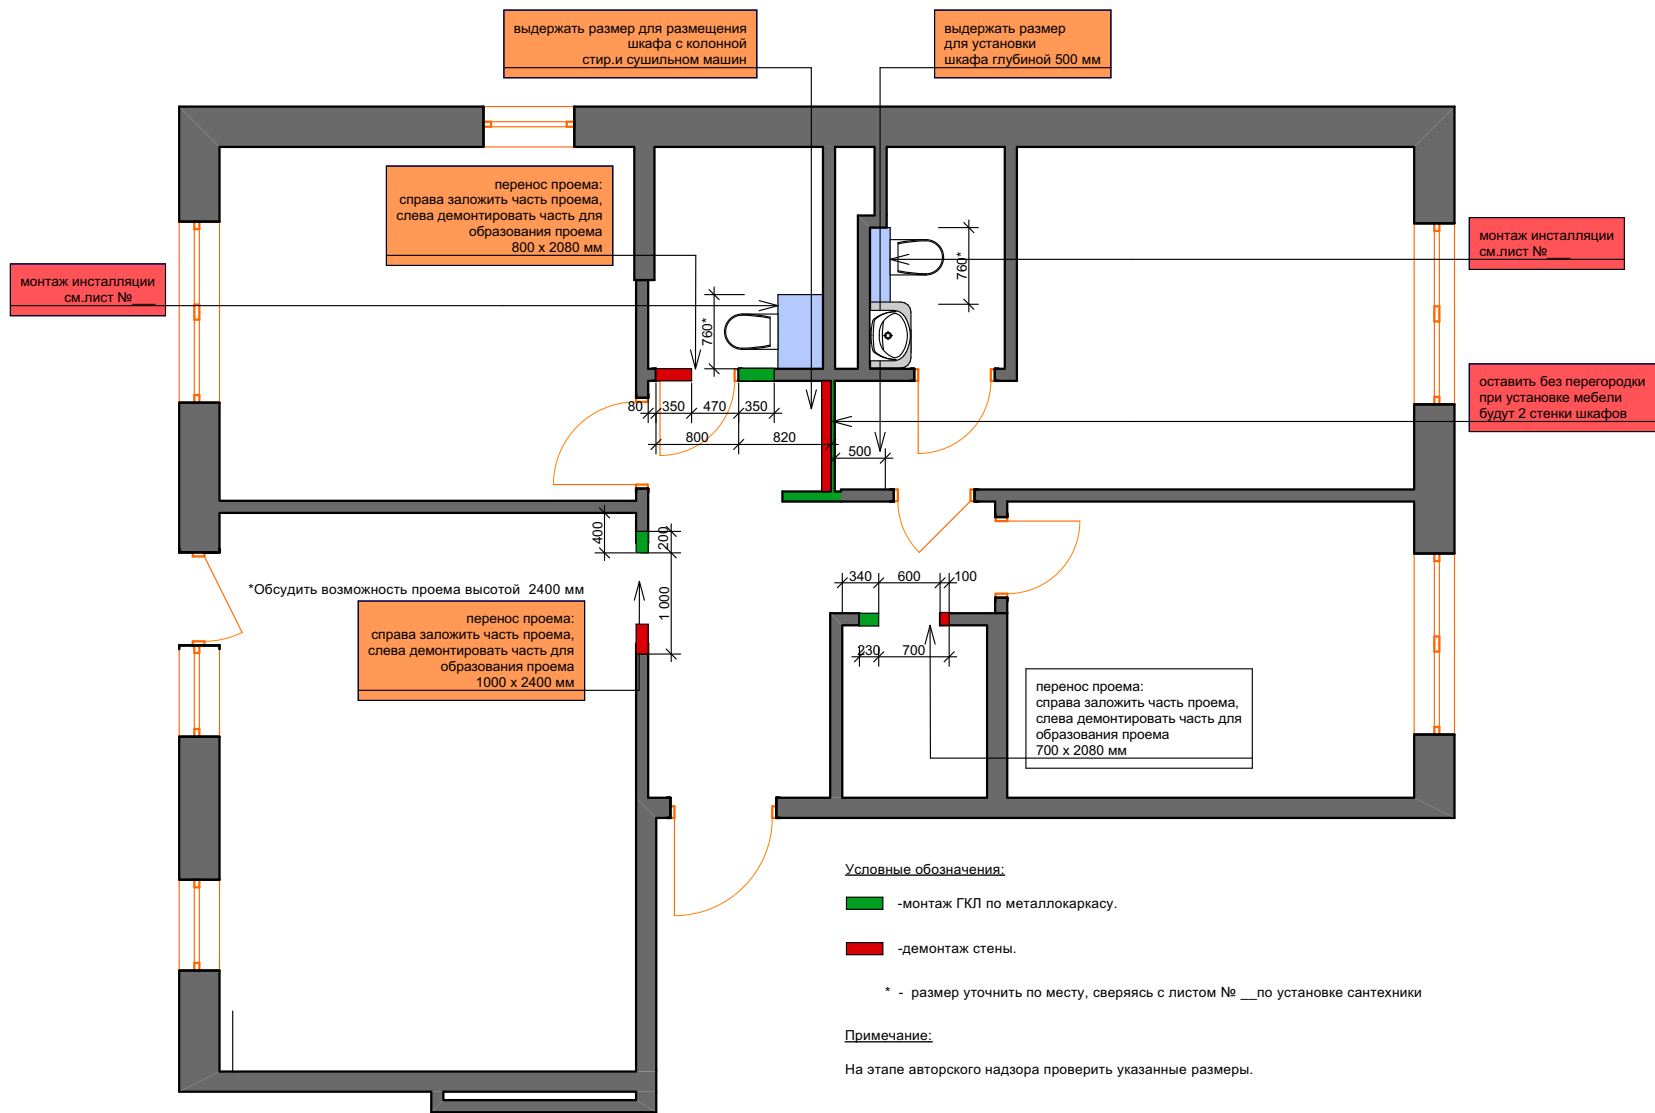 выдержать размер для размещения
шкафа с колонной
стир.и сушильном машин
выдержать размер
для установки
шкафа глубиной 500 мм
перенос проема:
справа заложить часть проема,
слева демонтировать часть для
образования проема
800 х 2080 мм
монтаж инсталляции
см.лист №__
монтаж инсталляции
см.лист №___
760*
760*
оставить без перегородки
при установке мебели
будут 2 стенки шкафов
80 350 470 350
800 820
500
400
200
1 000
*Обсудить возможность проема высотой 2400 мм
340 600 100
230 700
перенос проема:
справа заложить часть проема,
слева демонтировать часть для
образования проема
1000 х 2400 мм
перенос проема:
справа заложить часть проема,
слева демонтировать часть для
образования проема
700 х 2080 мм
Условные обозначения:
-монтаж ГКЛ по металлокаркасу.
-демонтаж стены.
* - размер уточнить по месту, сверяясь с листом № __по установке сантехники
Примечание:
На этапе авторского надзора проверить указанные размеры.